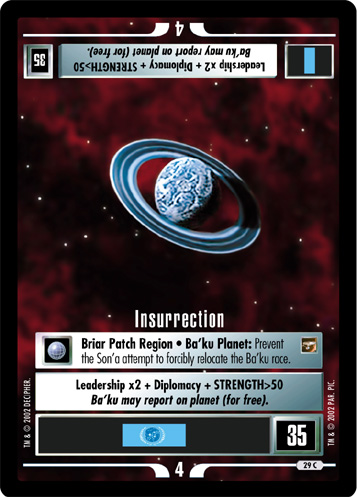 4
Leadership x2 + Diplomacy + STRENGTH>50
Ba'ku may report on planet (for free).
35
Insurrection
Briar Patch Region • Ba'ku Planet: Prevent
the Son'a attempt to forcibly relocate the Ba'ku race.
Leadership x2 + Diplomacy + STRENGTH>50
Ba'ku may report on planet (for free).
35
4
TM & © 2002 DECIPHER.
TM & © 2002 PAR. PIC.
29 C